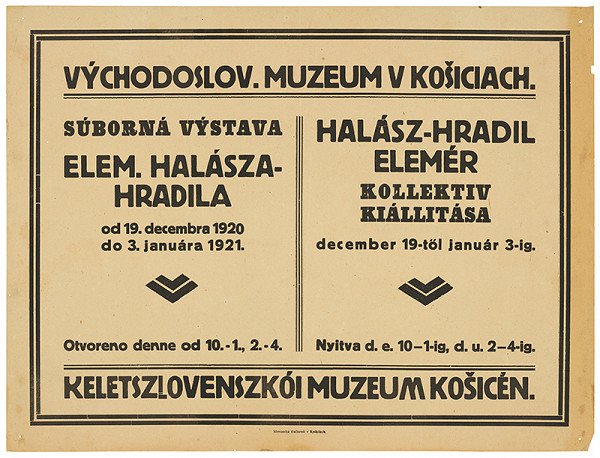 VÝCHODOSLOV. MUZEUM V KOŠICIACH.
SÚBORNÁ VÝSTAVA
ELEM. HALÁSZA-
HRADILA
od 19. decembra 1920
do 3. januára 1921.
Otvoreno denne od 10.-1., 2.-4.
HALÁSZ-HRADIL
ELEMÉR
KOLLEKTIV
KIÁLLITÁSA
december 19-től január 3-ig.
Nyitva d. e. 10–1-ig, d. u. 2–4-ig.
KELETSZLOVENSZKÓI MUZEUM KOŠICÉN.